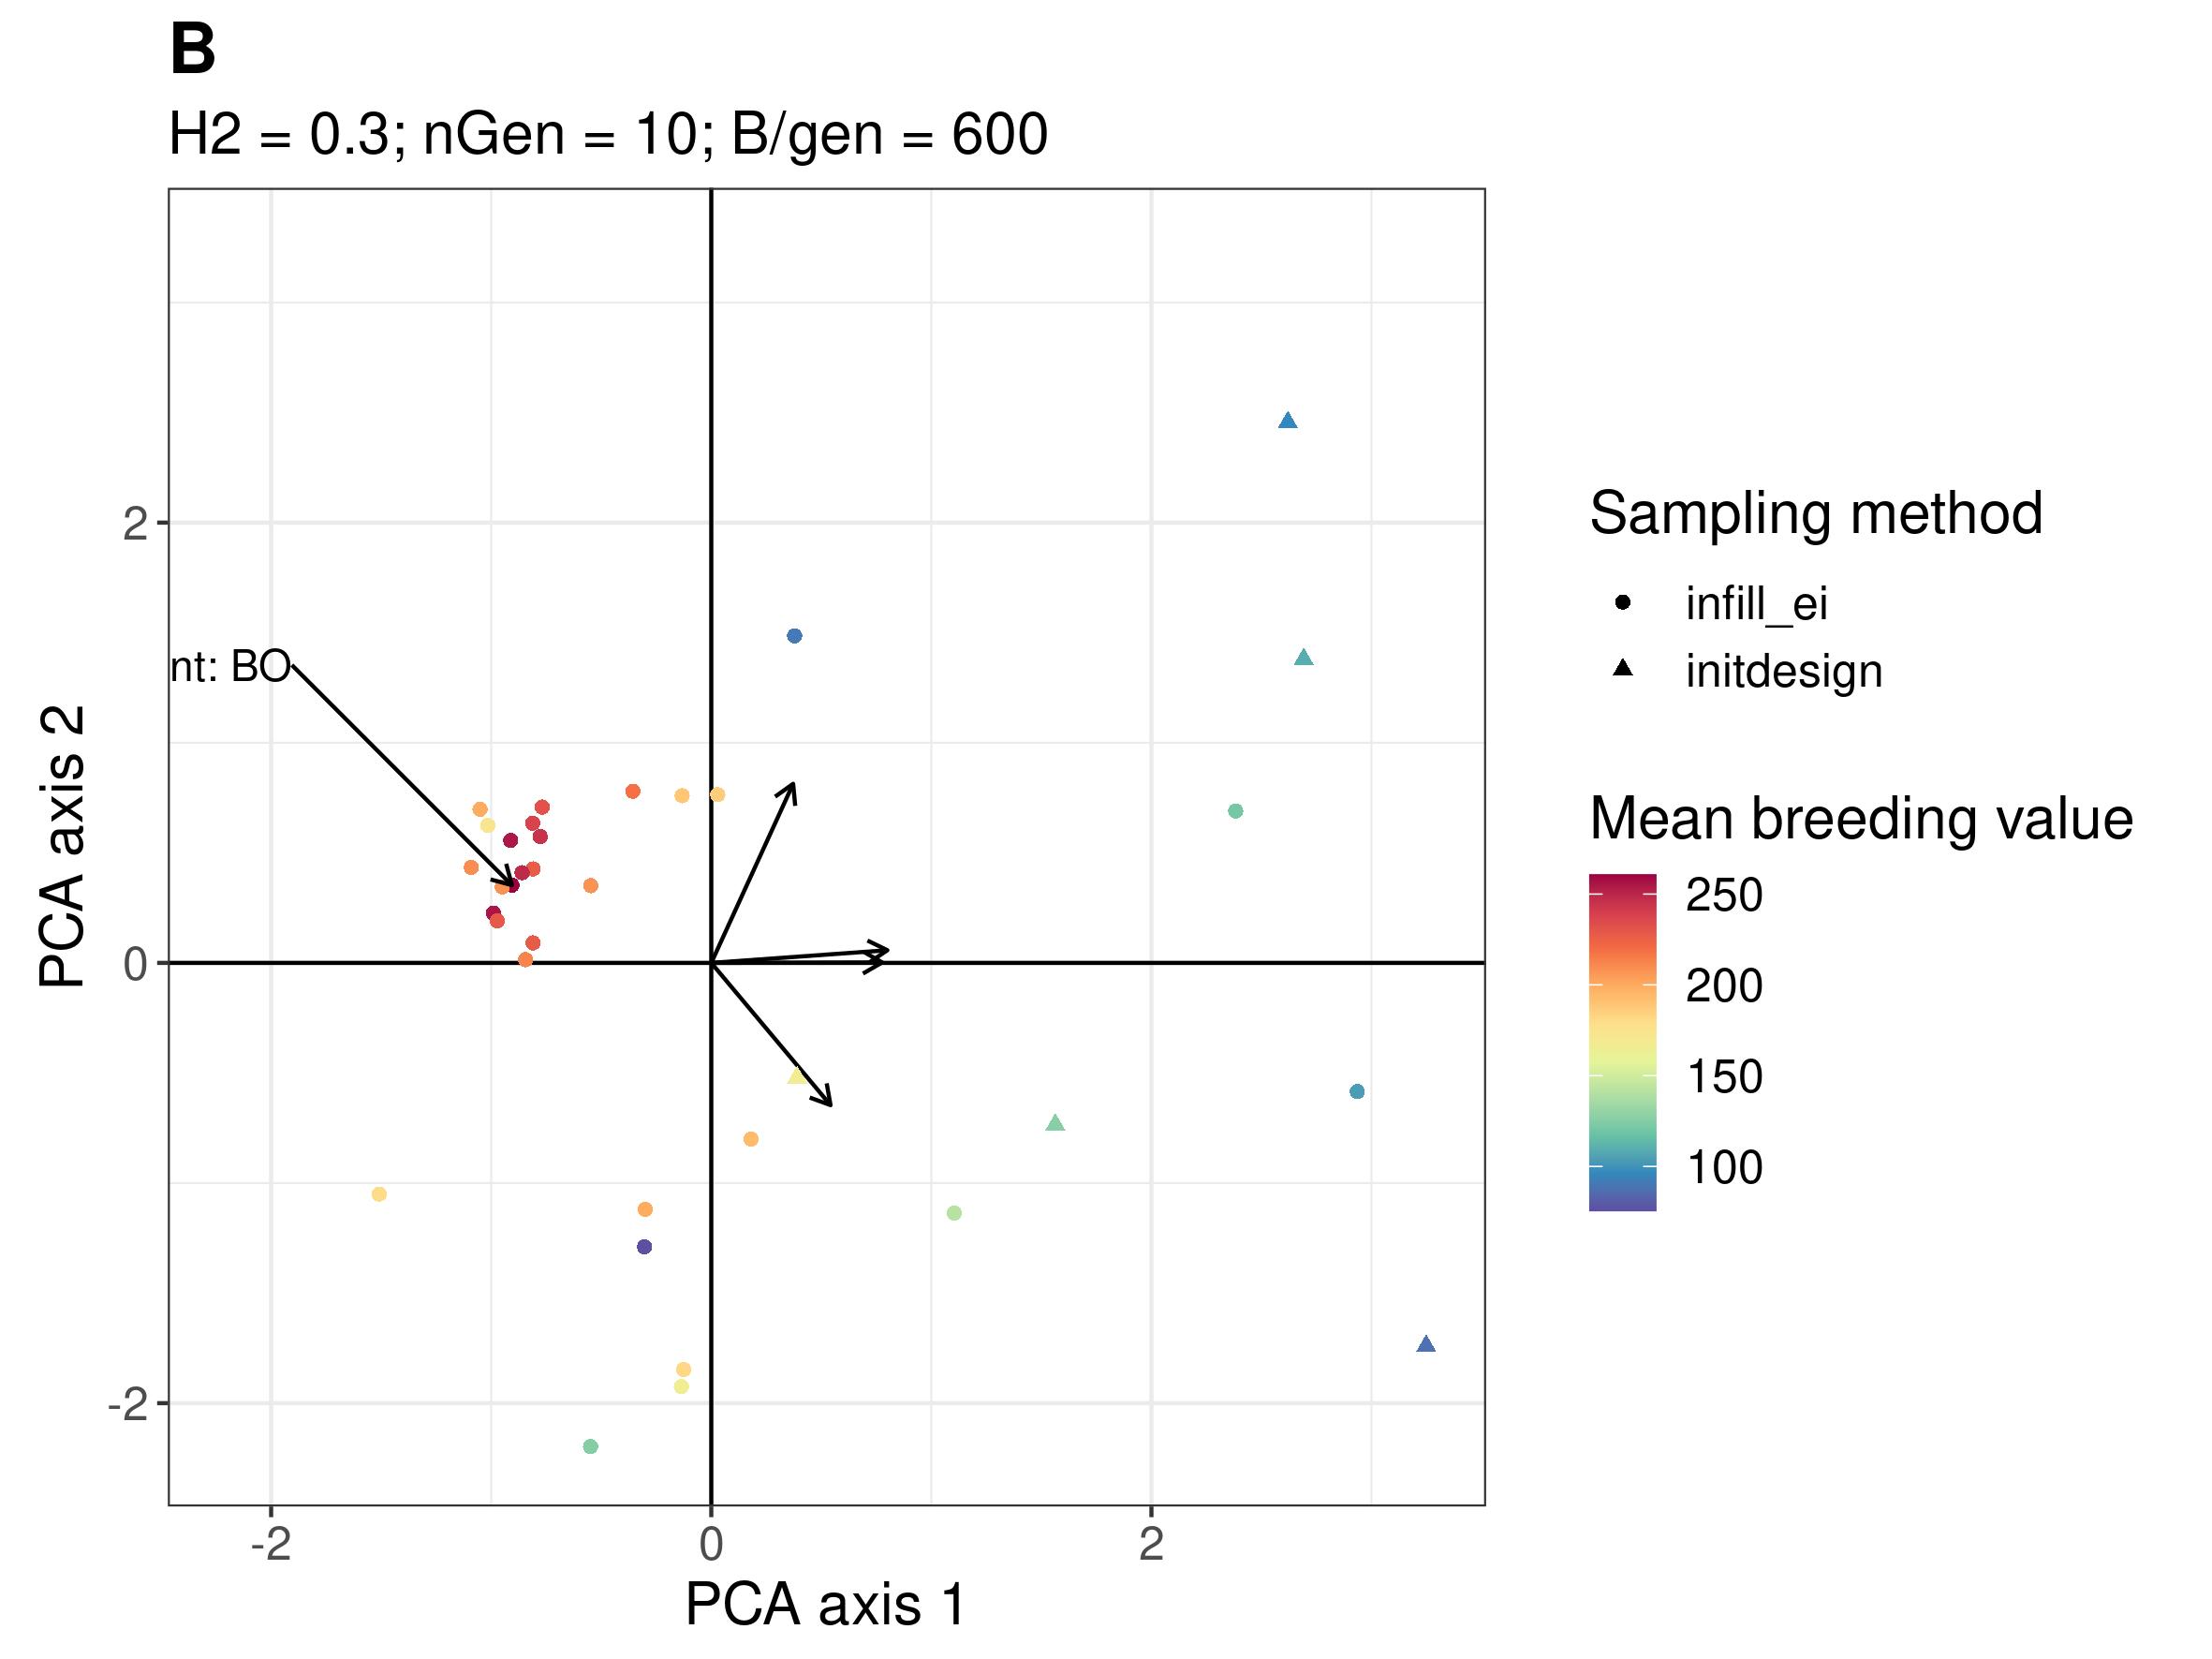 B
H2 = 0.3; nGen = 10; B/gen = 600
PCA axis 2
2
0
-2
nt: BO
-2
0
2
PCA axis 1
Sampling method
infill_ei
initdesign
Mean breeding value
250
200
150
100